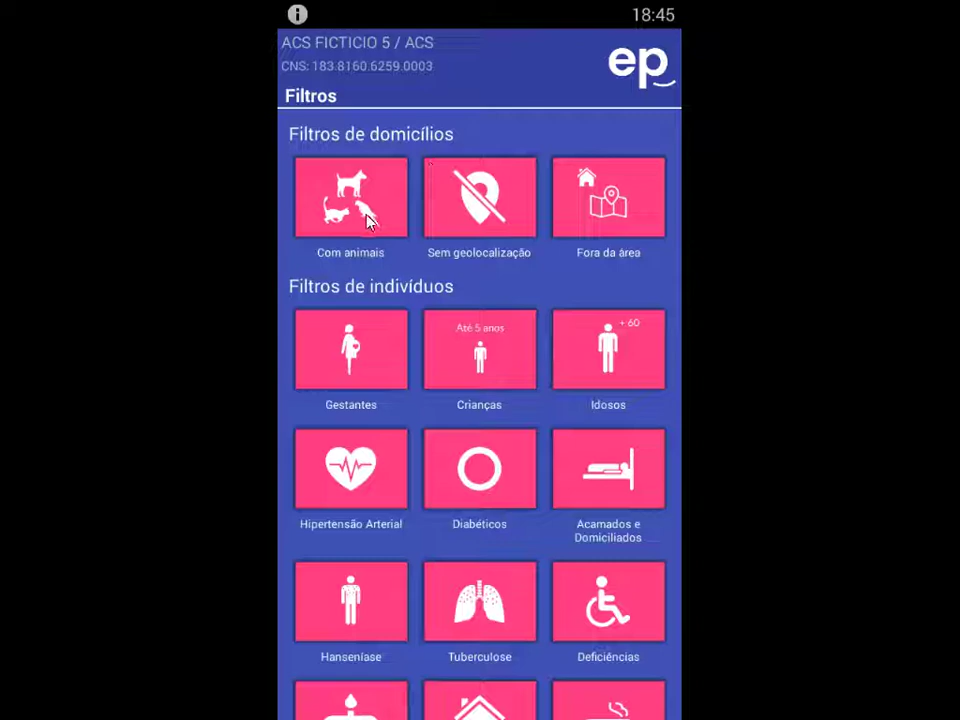 18:45
ACS FICTICIO 5 / ACS
CNS: 183.8160.6259.0003
ep
Filtros
Filtros de domicílios
Com animais
Sem geolocalização
Fora da área
Filtros de indivíduos
Até 5 anos
+ 60
Gestantes
Crianças
Idosos
Hipertensão Arterial
Diabéticos
Acamados e
Domiciliados
Hanseníase
Tuberculose
Deficiências